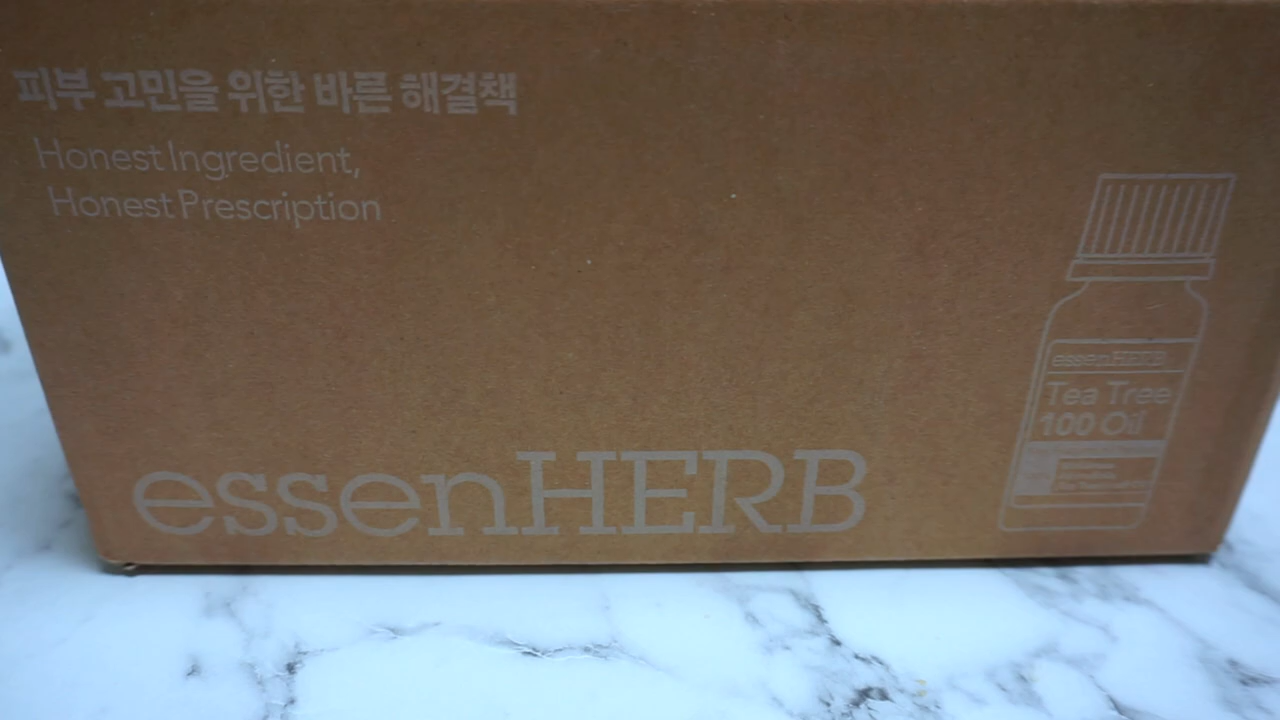 피부 고민을 위한 바른 해결책
Honest Ingredient,
Honest Prescription
essenHERB
Tea Tree
100 Oil
essenHERB